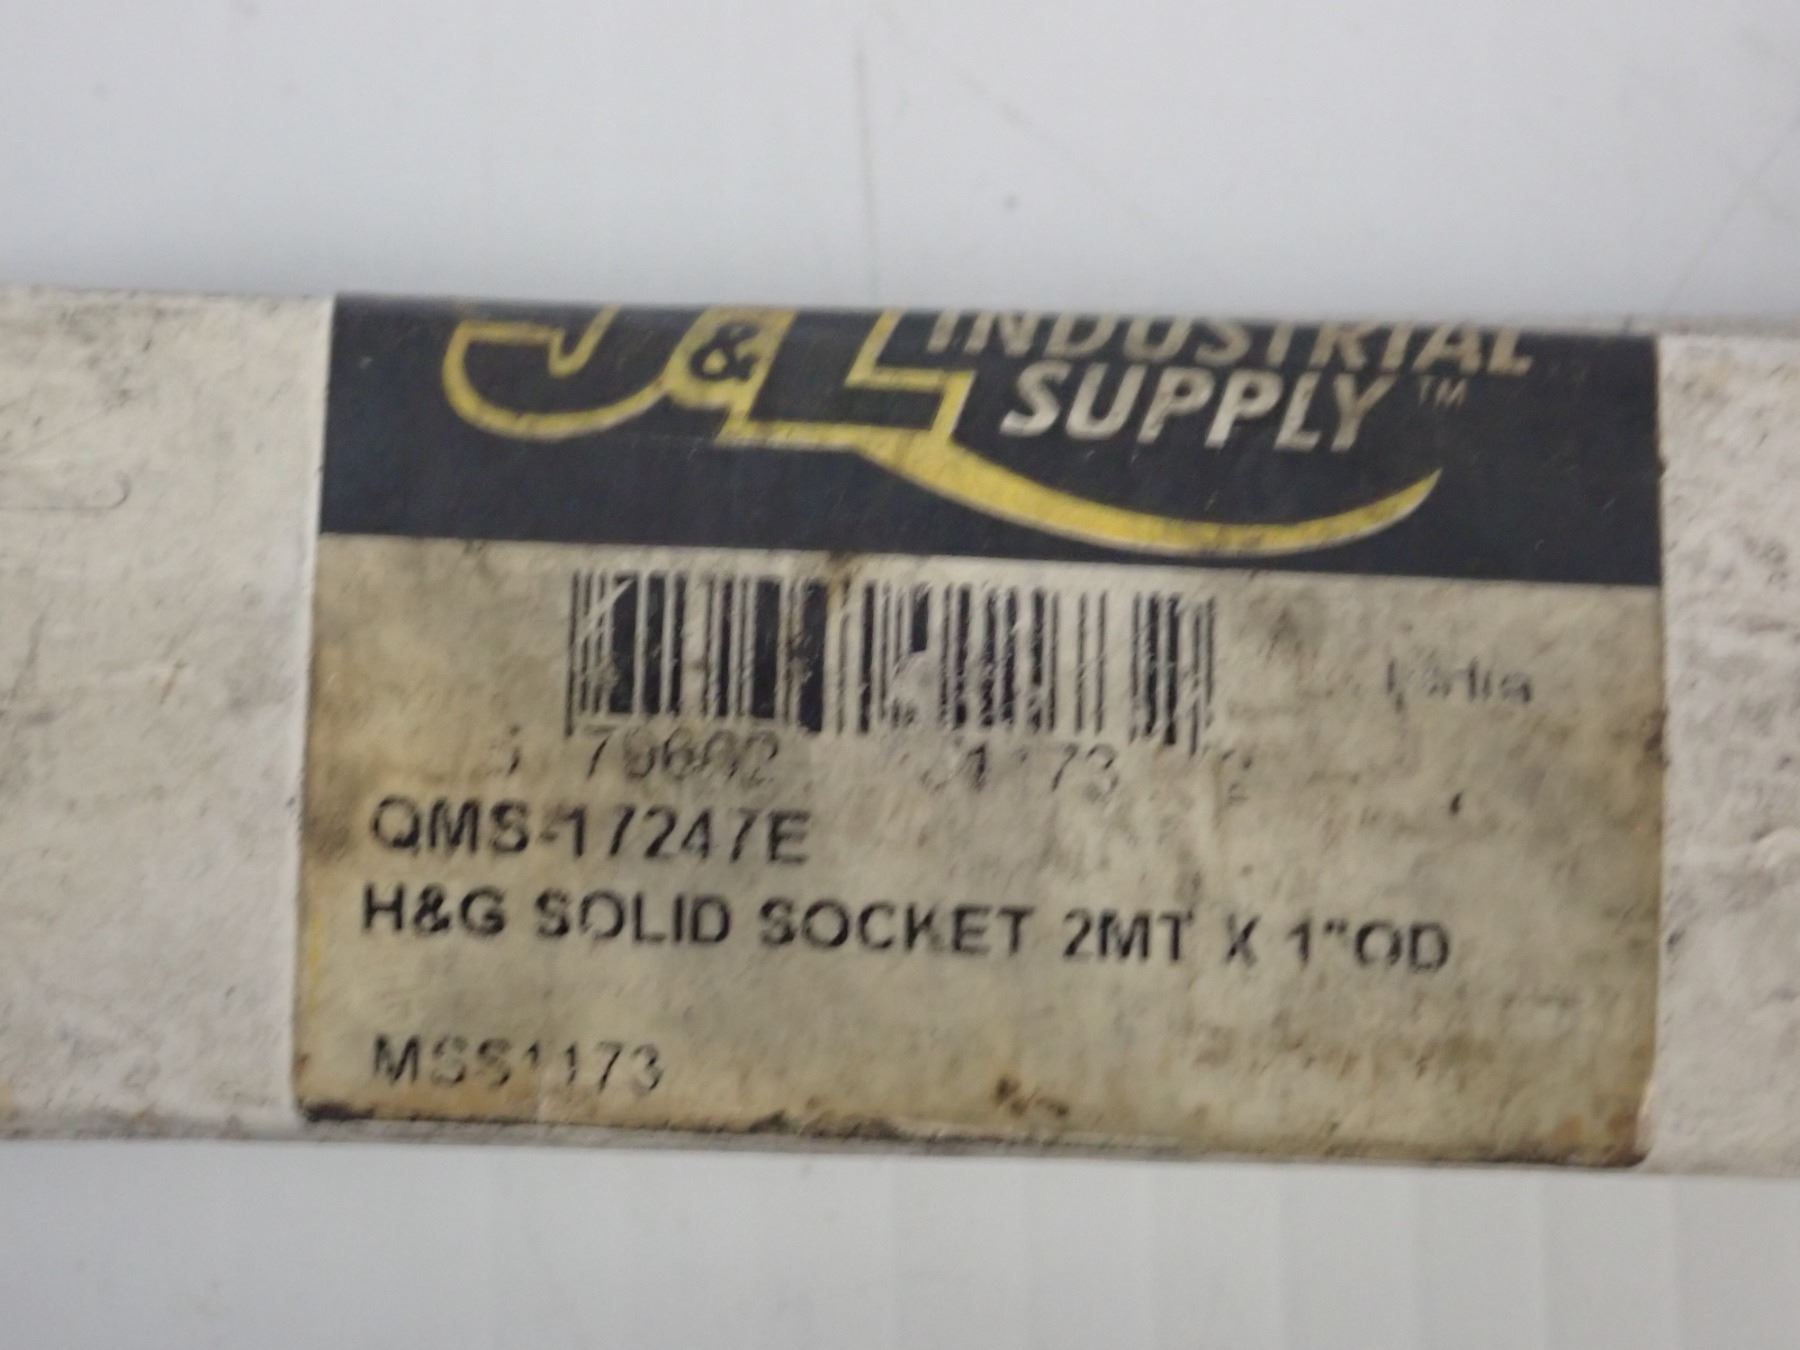 J&L INDUSTRIAL
SUPPLY™
QMS-17247E
H&G SOLID SOCKET 2MT X 1"OD
MSS1173